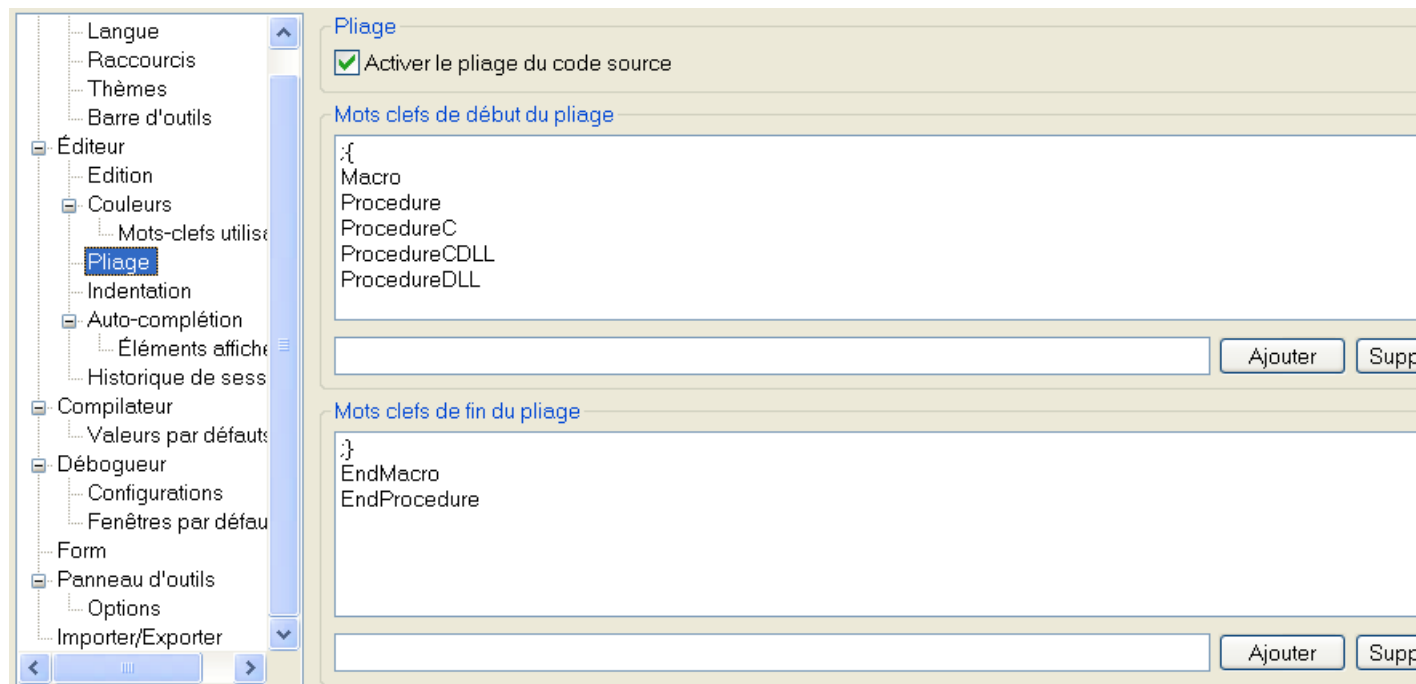 Langue
Raccourcis
Thèmes
Barre d'outils
Éditeur
Edition
Couleurs
Mots-clefs utilisé
Pliage
Indentation
Auto-complétion
Éléments affiché
Historique de sess
Compilateur
Valeurs par défauts
Débogueur
Configurations
Fenêtres par défau
Form
Panneau d'outils
Options
Importer/Exporter
Pliage
Activer le pliage du code source
Mots clefs de début du pliage
;{
Macro
Procedure
ProcedureC
ProcedureCDLL
ProcedureDLL
Ajouter
Supp
Mots clefs de fin du pliage
;}
EndMacro
EndProcedure
Ajouter
Supp